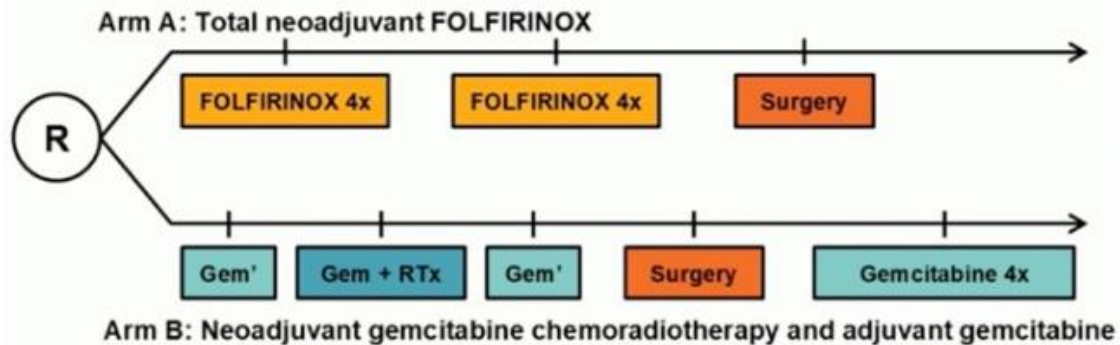 Arm A: Total neoadjuvant FOLFIRINOX
FOLFIRINOX 4x
FOLFIRINOX 4x
Surgery
R
Gem'
Gem + RTx
Gem'
Surgery
Gemcitabine 4x
Arm B: Neoadjuvant gemcitabine chemoradiotherapy and adjuvant gemcitabine